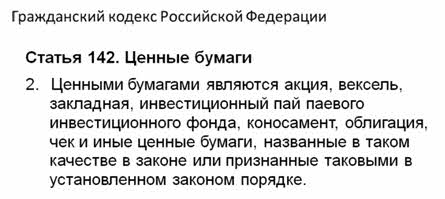 Гражданский кодекс Российской Федерации
Статья 142. Ценные бумаги
2. Ценными бумагами являются акция, вексель,
закладная, инвестиционный пай паевого
инвестиционного фонда, коносамент, облигация,
чек и иные ценные бумаги, названные в таком
качестве в законе или признанные таковыми в
установленном законом порядке.